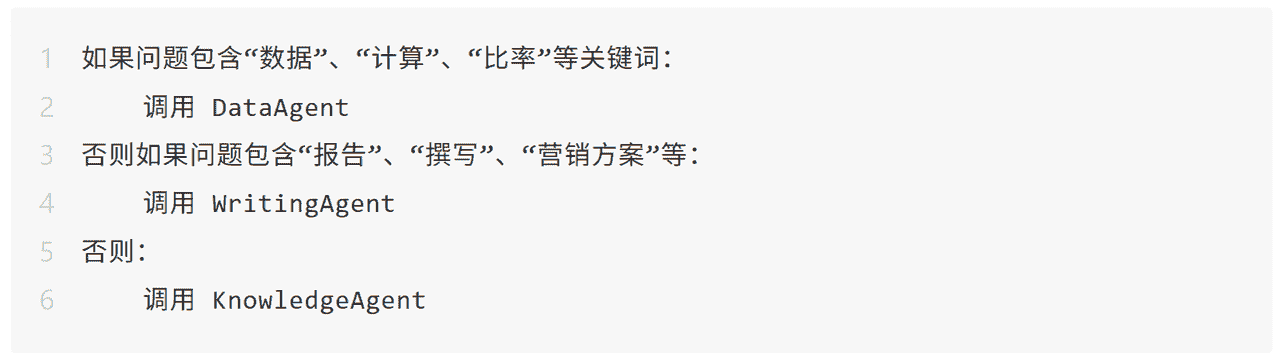 1 如果问题包含“数据”、“计算”、“比率”等关键词：
2 调用 DataAgent
3 否则如果问题包含“报告”、“撰写”、“营销方案”等：
4 调用 WritingAgent
5 否则：
6 调用 KnowledgeAgent